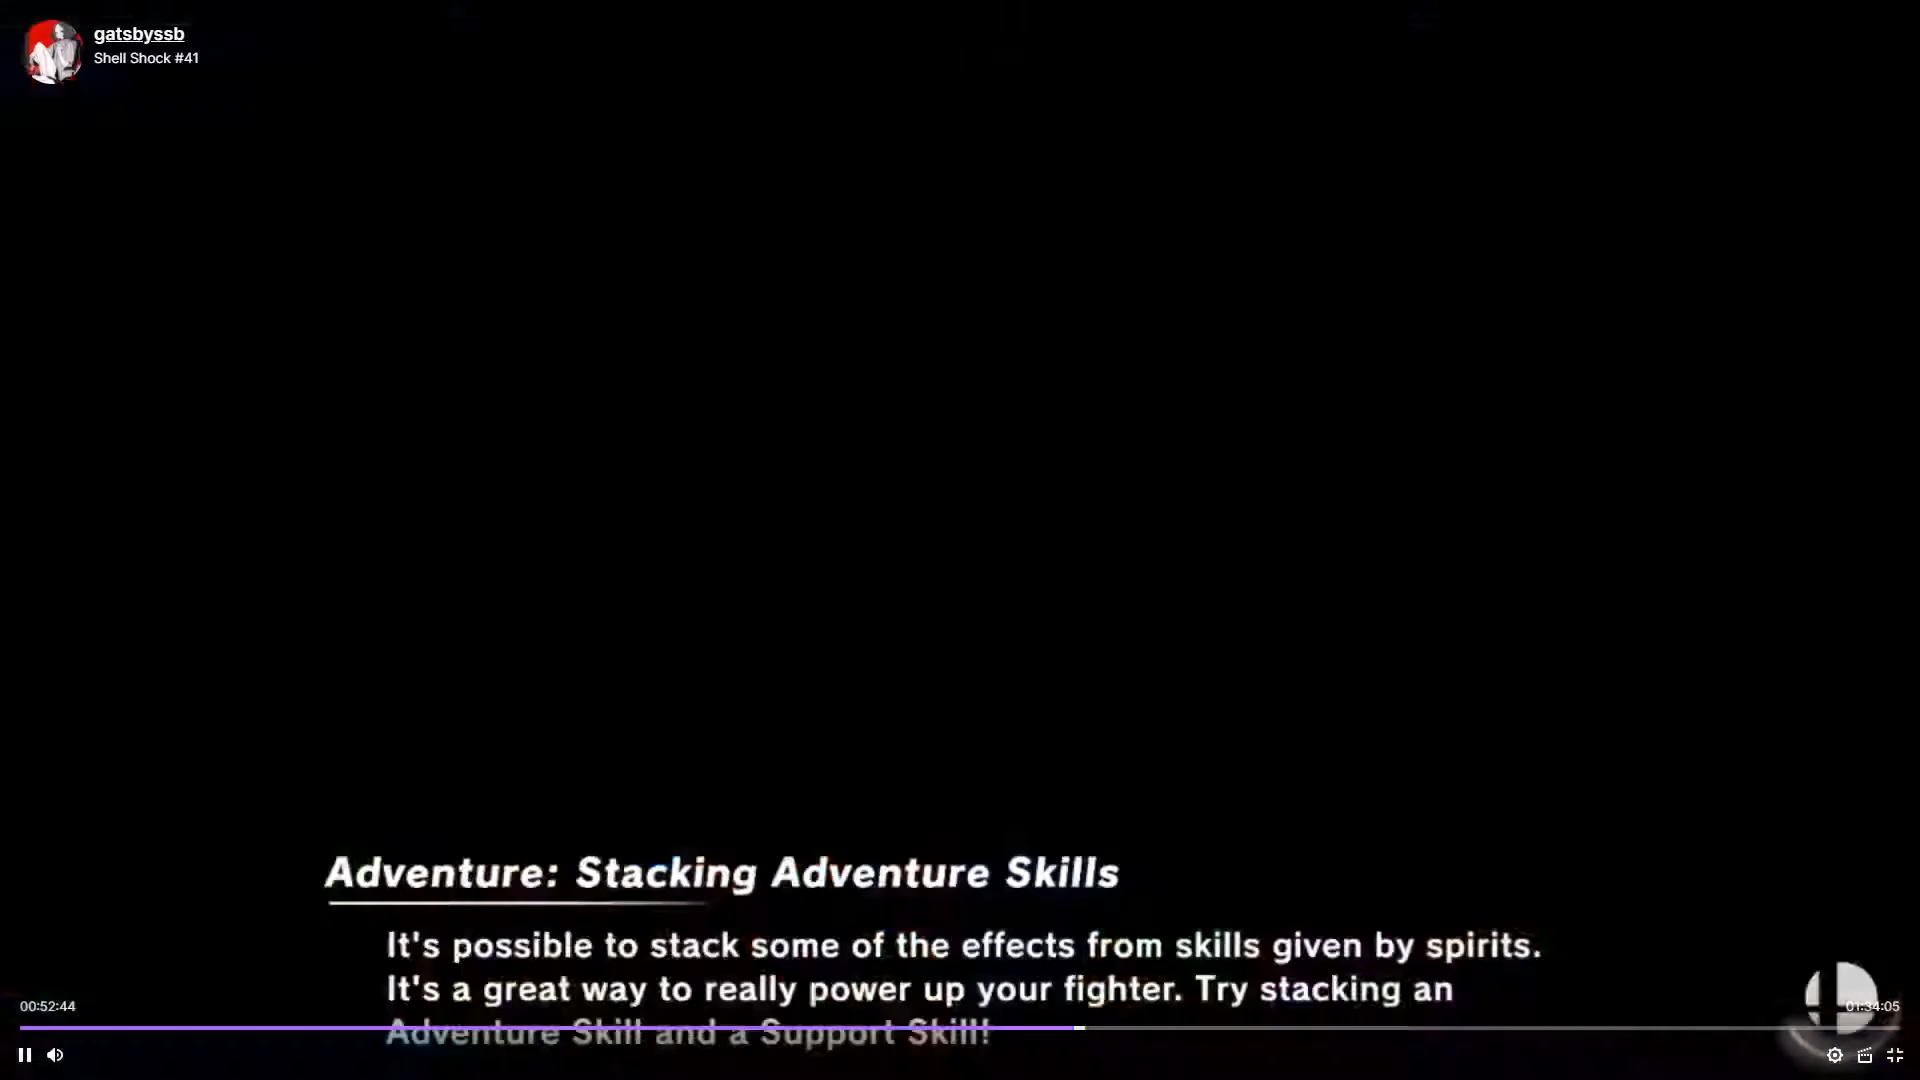 gatsbyssb
Shell Shock #41
Adventure: Stacking Adventure Skills
It's possible to stack some of the effects from skills given by spirits.
It's a great way to really power up your fighter. Try stacking an
Adventure Skill and a Support Skill!
00:52:44
01:34:05